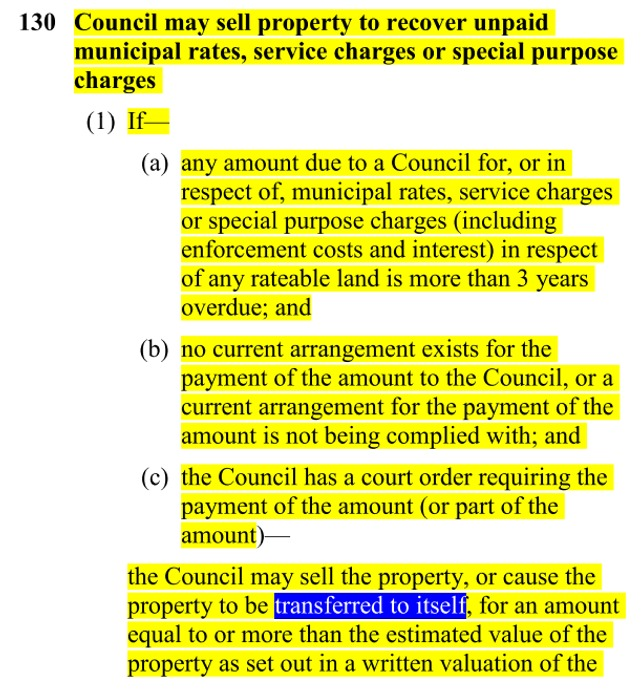 130 Council may sell property to recover unpaid
municipal rates, service charges or special purpose
charges
(1) If—
(a) any amount due to a Council for, or in
respect of, municipal rates, service charges
or special purpose charges (including
enforcement costs and interest) in respect
of any rateable land is more than 3 years
overdue; and
(b) no current arrangement exists for the
payment of the amount to the Council, or a
current arrangement for the payment of the
amount is not being complied with; and
(c) the Council has a court order requiring the
payment of the amount (or part of the
amount)—
the Council may sell the property, or cause the
property to be transferred to itself, for an amount
equal to or more than the estimated value of the
property as set out in a written valuation of the